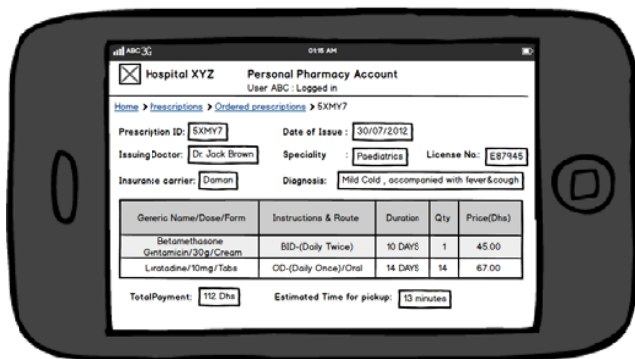 ABC 3G 01:15 AM
Hospital XYZ Personal Pharmacy Account
User ABC : Logged in
Home > Prescriptions > Ordered prescriptions > 5XMY7
Prescription ID: 5XMY7 Date of Issue : 30/07/2012
Issuing Doctor: Dr. Jack Brown Speciality : Paediatrics License No.: E87945
Insurance carrier: Daman Diagnosis: Mild Cold , accompanied with fever&cough
Generic Name/Dose/Form Instructions & Route Duration Qty Price(Dhs)
Betamethasone
Gentamicin/30g/Cream BID-(Daily Twice) 10 DAYS 1 45.00
Loratadine/10mg/Tabs OD-(Daily Once)/Oral 14 DAYS 14 67.00
TotalPayment: 112 Dhs Estimated Time for pickup: 13 minutes